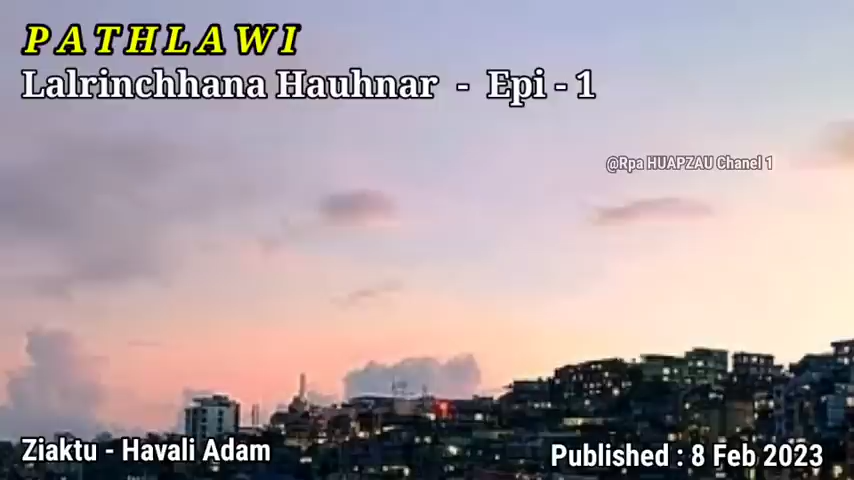 PATHLAWI
Lalrinchhana Hauhnar - Epi - 1
@Rpa HUAPZAU Chanel 1
Ziaktu - Havali Adam
Published : 8 Feb 2023